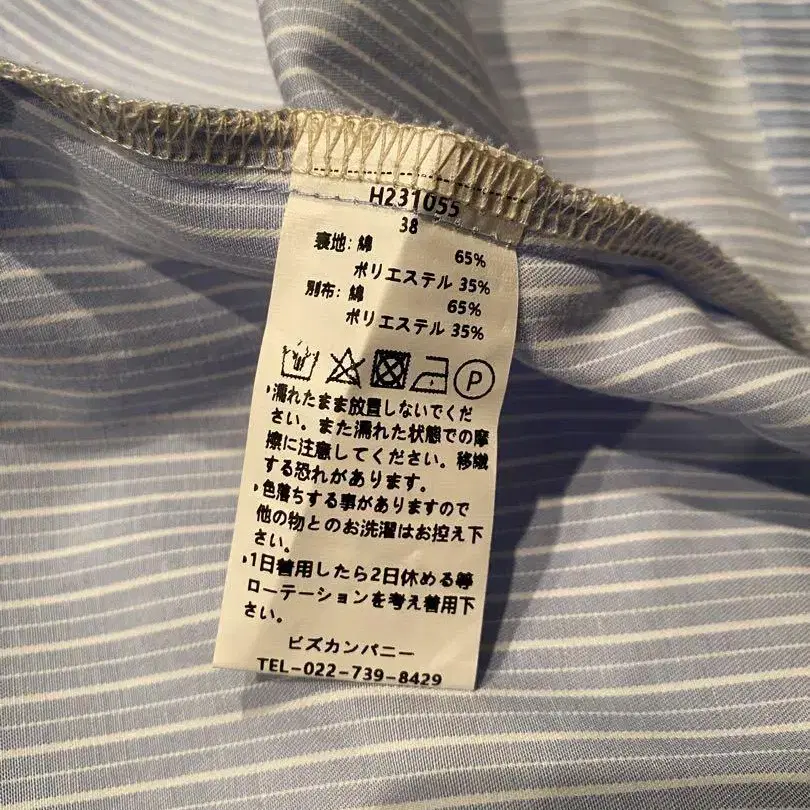 H231055
38
裏地: 綿 65%
ポリエステル 35%
別布: 綿 65%
ポリエステル 35%
P
・濡れたまま放置しないでくだ
さい。また濡れた状態での摩
擦に注意してください。移繊
する恐れがあります。
・色落ちする事がありますので
他の物とのお洗濯はお控え下
さい。
・1日着用したら2日休める等
ローテーションを考え着用下
さい。
ビズカンパニー
TEL-022-739-8429